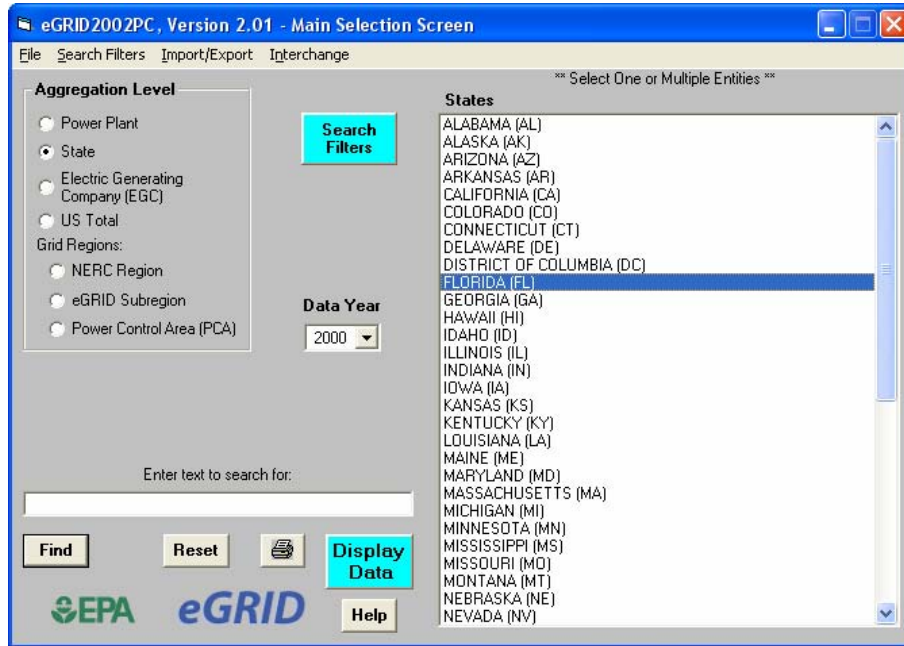 eGRID2002PC, Version 2.01 - Main Selection Screen
File Search Filters Import/Export Interchange
** Select One or Multiple Entities **
Aggregation Level
Power Plant
State
Electric Generating
Company (EGC)
US Total
Grid Regions:
NERC Region
eGRID Subregion
Power Control Area (PCA)
Search
Filters
Data Year
2000
Enter text to search for:
Find
Reset
Display
Data
Help
EPA
eGRID
States
ALABAMA (AL)
ALASKA (AK)
ARIZONA (AZ)
ARKANSAS (AR)
CALIFORNIA (CA)
COLORADO (CO)
CONNECTICUT (CT)
DELAWARE (DE)
DISTRICT OF COLUMBIA (DC)
FLORIDA (FL)
GEORGIA (GA)
HAWAII (HI)
IDAHO (ID)
ILLINOIS (IL)
INDIANA (IN)
IOWA (IA)
KANSAS (KS)
KENTUCKY (KY)
LOUISIANA (LA)
MAINE (ME)
MARYLAND (MD)
MASSACHUSETTS (MA)
MICHIGAN (MI)
MINNESOTA (MN)
MISSISSIPPI (MS)
MISSOURI (MO)
MONTANA (MT)
NEBRASKA (NE)
NEVADA (NV)